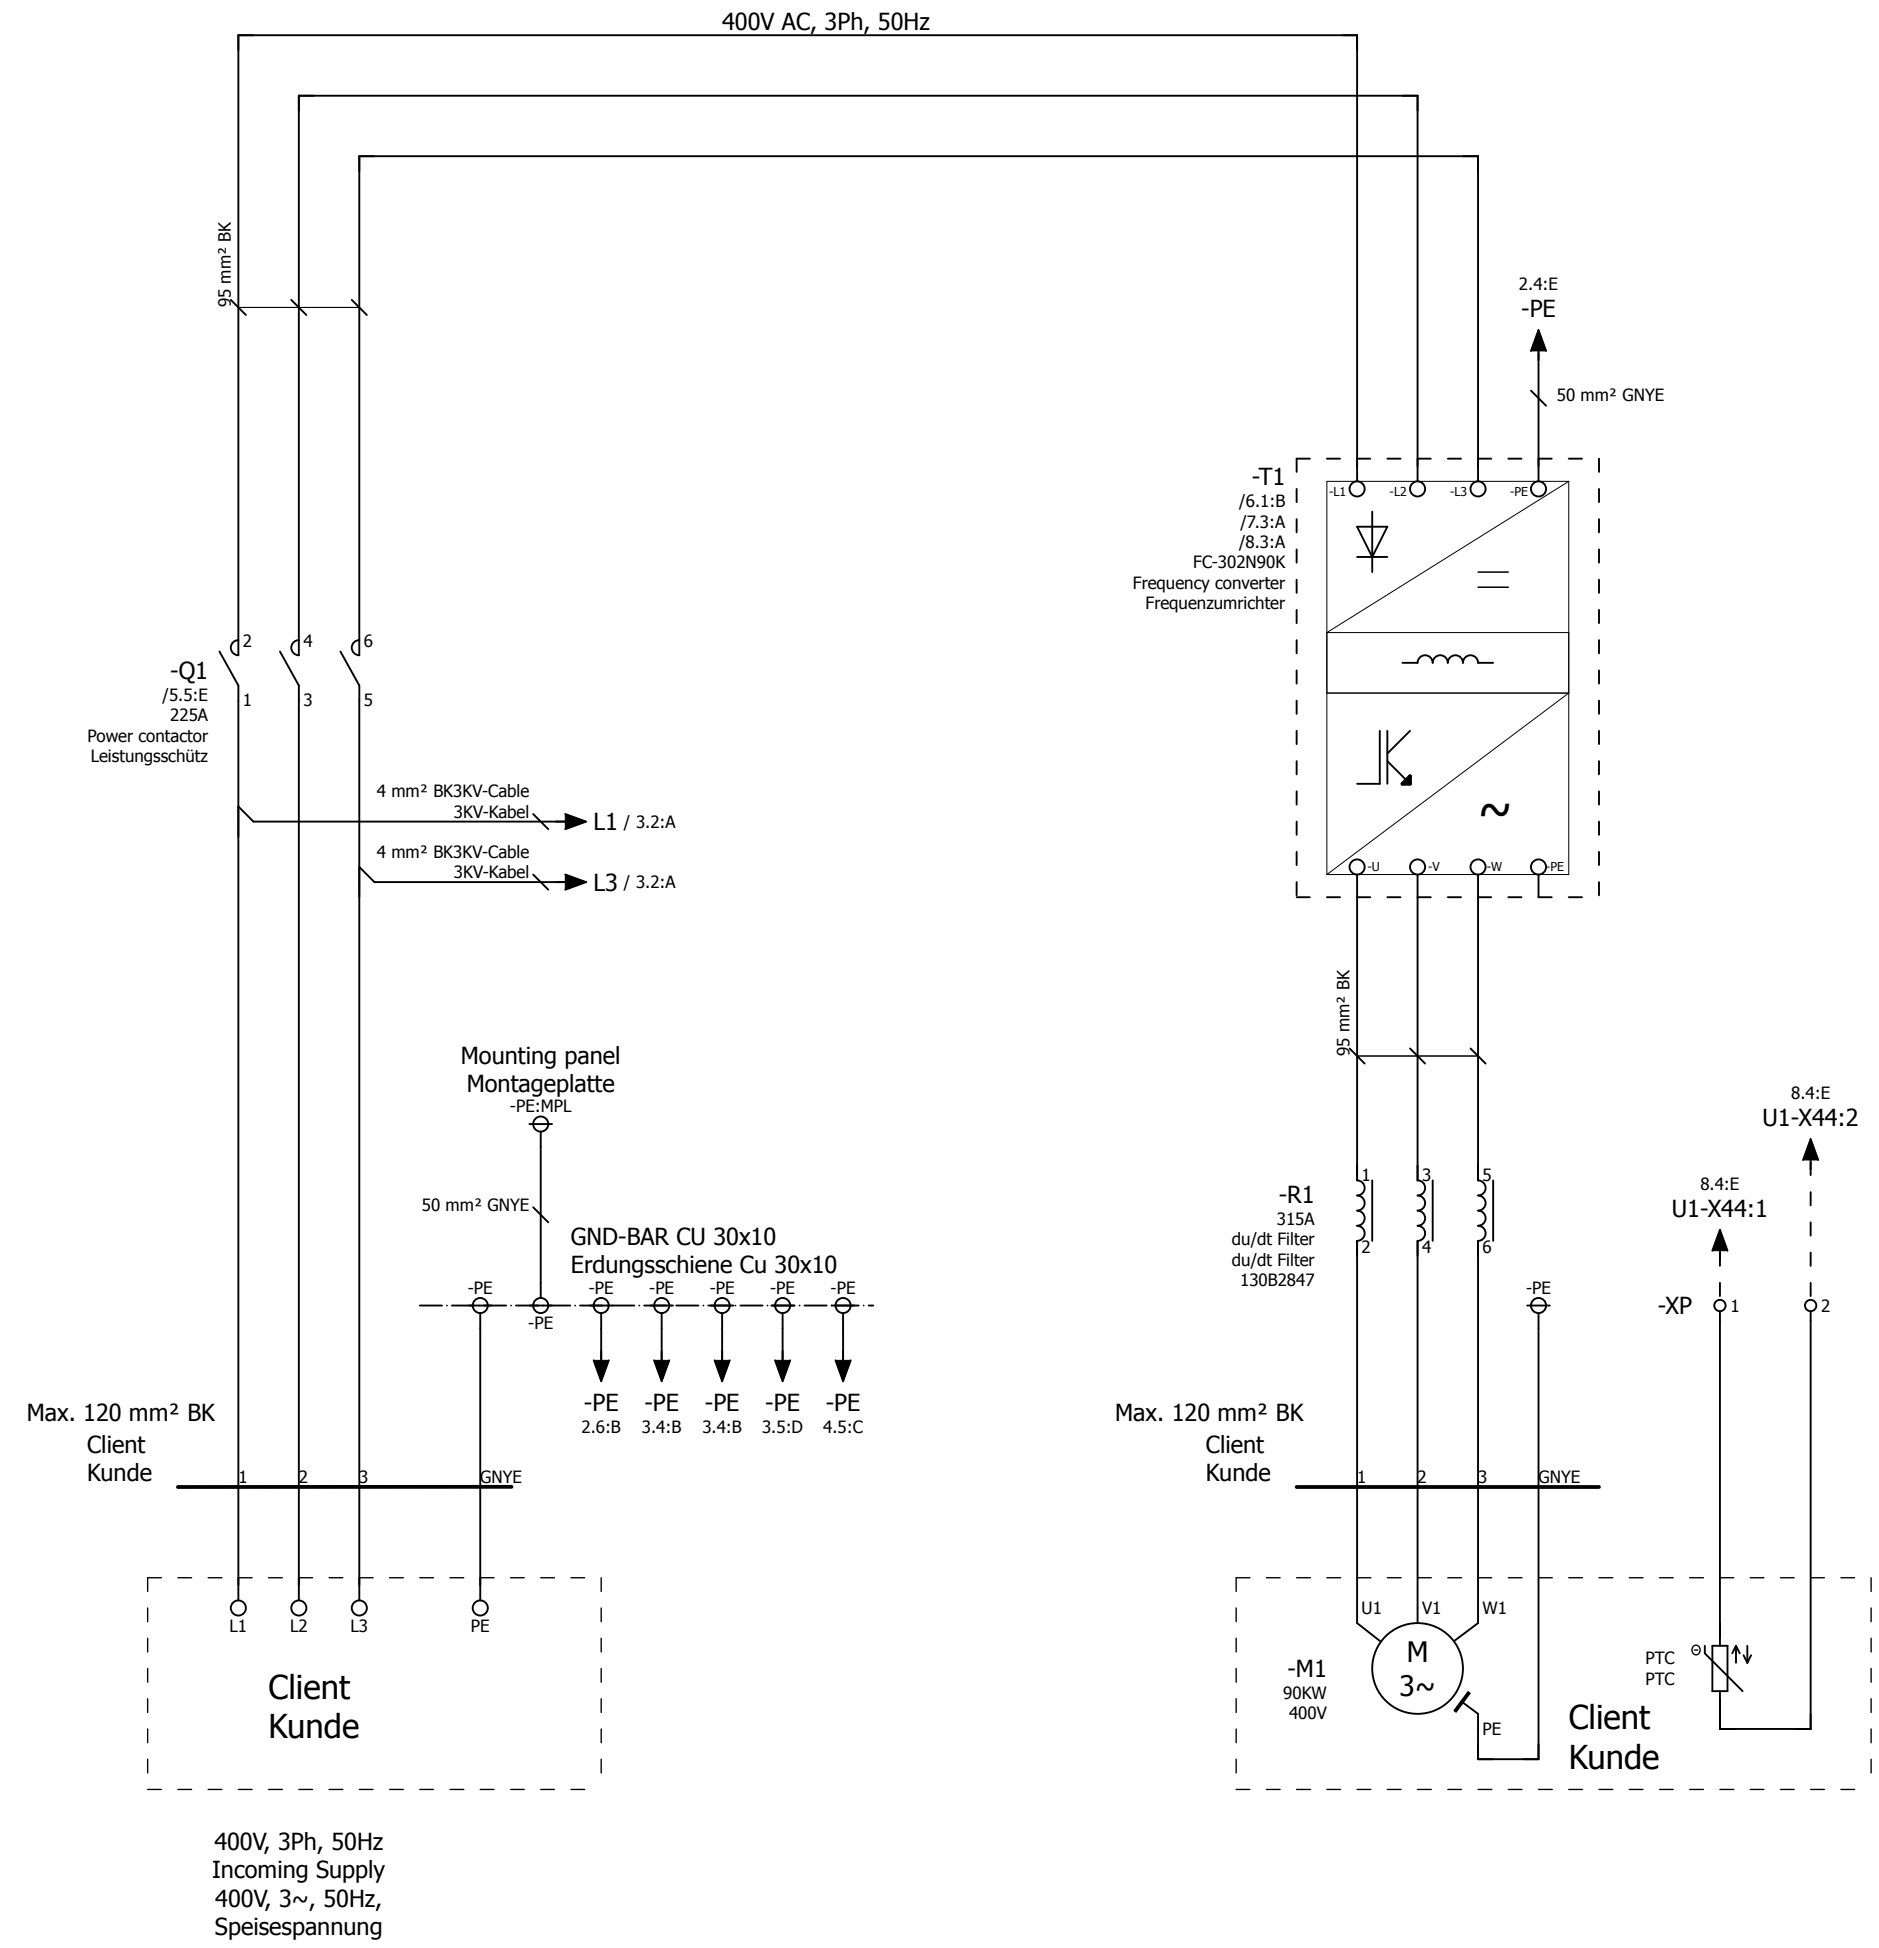 400V AC, 3Ph, 50Hz
95 mm² BK
2.4:E
-PE
50 mm² GNYE
-T1
/6.1:B
/7.3:A
/8.3:A
FC-302N90K
Frequency converter
Frequenzumrichter
-L1
-L2
-L3
-PE
=
~
-U
-V
-W
-PE
2
4
6
-Q1
/5.5:E
225A
Power contactor
Leistungsschütz
1
3
5
4 mm² BK3KV-Cable
3KV-Kabel
L1 / 3.2:A
4 mm² BK3KV-Cable
3KV-Kabel
L3 / 3.2:A
95 mm² BK
Mounting panel
Montageplatte
-PE:MPL
50 mm² GNYE
GND-BAR CU 30x10
Erdungsschiene Cu 30x10
-PE
-PE
-PE
-PE
-PE
-PE
-PE
-PE
-PE
-PE
-PE
-PE
2.6:B
3.4:B
3.4:B
3.5:D
4.5:C
1
3
5
-R1
315A
du/dt Filter
du/dt Filter
130B2847
2
4
6
-PE
8.4:E
U1-X44:2
8.4:E
U1-X44:1
-XP
1
2
Max. 120 mm² BK
Client
Kunde
1
2
3
GNYE
Max. 120 mm² BK
Client
Kunde
1
2
3
GNYE
L1
L2
L3
PE
Client
Kunde
U1
V1
W1
M
3~
-M1
90KW
400V
PE
PTC
PTC
Θ
Client
Kunde
400V, 3Ph, 50Hz
Incoming Supply
400V, 3~, 50Hz,
Speisespannung